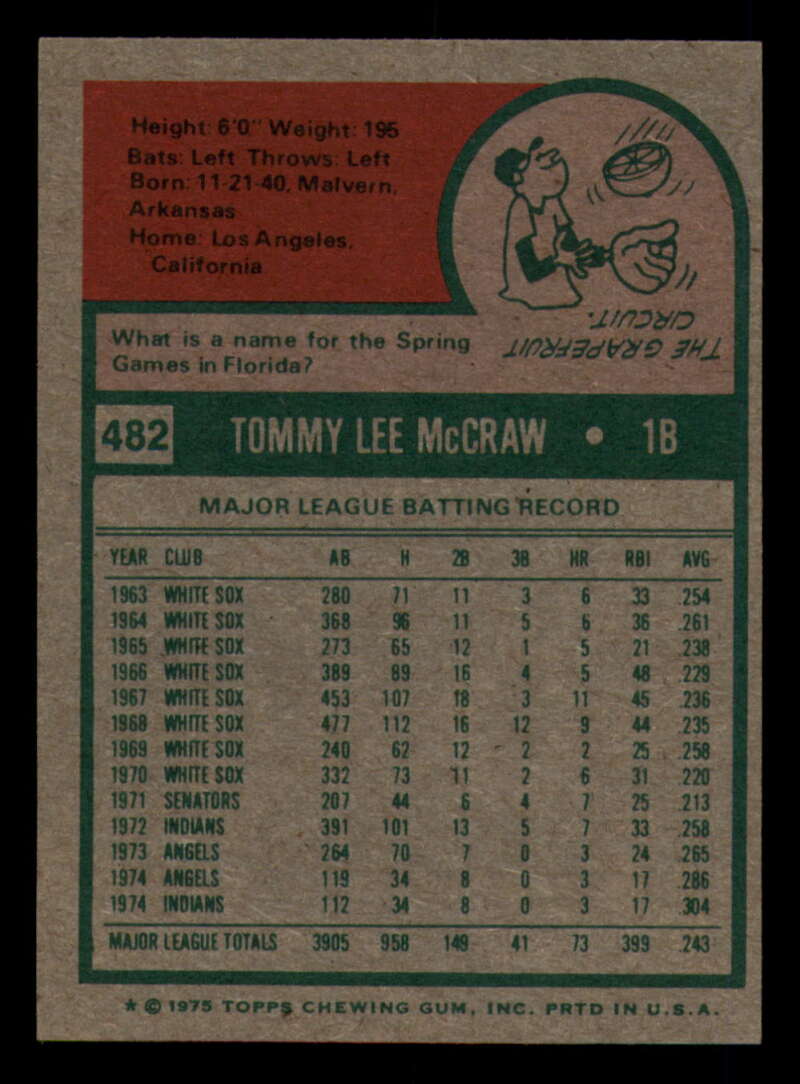 Height: 6'0" Weight: 195
Bats: Left Throws: Left
Born: 11-21-40, Malvern,
Arkansas
Home: Los Angeles,
California
What is a name for the Spring
Games in Florida?
THE GRAPEFRUIT
CIRCUIT.
482 TOMMY LEE McCRAW • 1B
MAJOR LEAGUE BATTING RECORD
YEAR CLUB AB H 2B 3B HR RBI AVG
1963 WHITE SOX 280 71 11 3 6 33 .254
1964 WHITE SOX 368 96 11 5 6 36 .261
1965 WHITE SOX 273 65 12 1 5 21 .238
1966 WHITE SOX 389 89 16 4 5 48 .229
1967 WHITE SOX 453 107 18 3 11 45 .236
1968 WHITE SOX 477 112 16 12 9 44 .235
1969 WHITE SOX 240 62 12 2 2 25 .258
1970 WHITE SOX 332 73 11 2 6 31 .220
1971 SENATORS 207 44 6 4 7 25 .213
1972 INDIANS 391 101 13 5 7 33 .258
1973 ANGELS 264 70 7 0 3 24 .265
1974 ANGELS 119 34 8 0 3 17 .286
1974 INDIANS 112 34 8 0 3 17 .304
MAJOR LEAGUE TOTALS 3905 958 149 41 73 399 .243
* © 1975 TOPPS CHEWING GUM, INC. PRTD IN U.S.A.